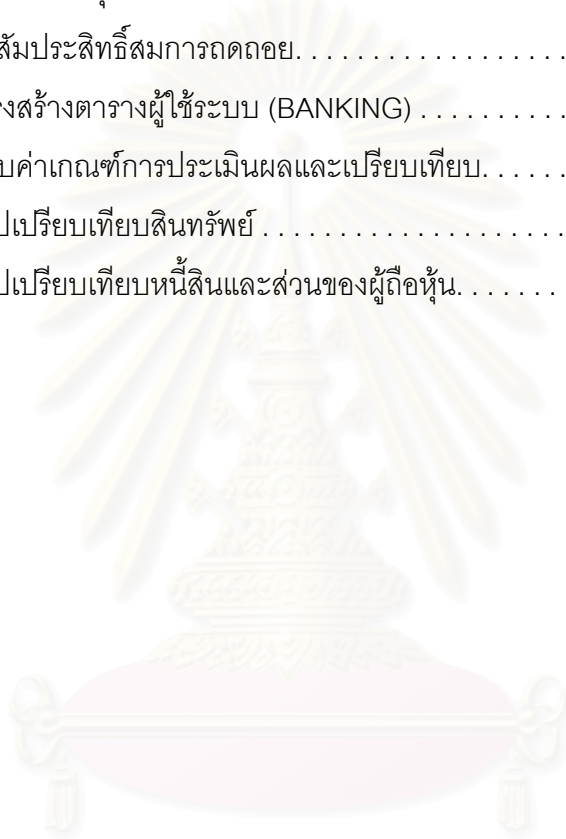 สัมประสิทธิ์สมการถดถอย. . . . . . . . . . . . . . . . . .
งสร้างตารางผู้ใช้ระบบ (BANKING) . . . . . . . . . .
บค่าเกณฑ์การประเมินผลและเปรียบเทียบ. . . . . .
ปเปรียบเทียบสินทรัพย์ . . . . . . . . . . . . . . . . . . . .
ปเปรียบเทียบหนี้สินและส่วนของผู้ถือหุ้น. . . . . . .